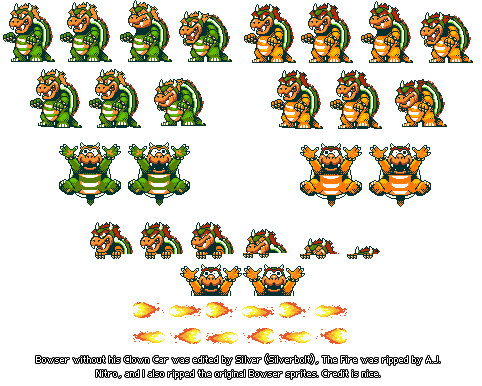 Bowser without his Clown Car was edited by Silver (Silverbolt), The Fire was ripped by A.J.
Nitro, and I also ripped the original Bowser sprites. Credit is nice.